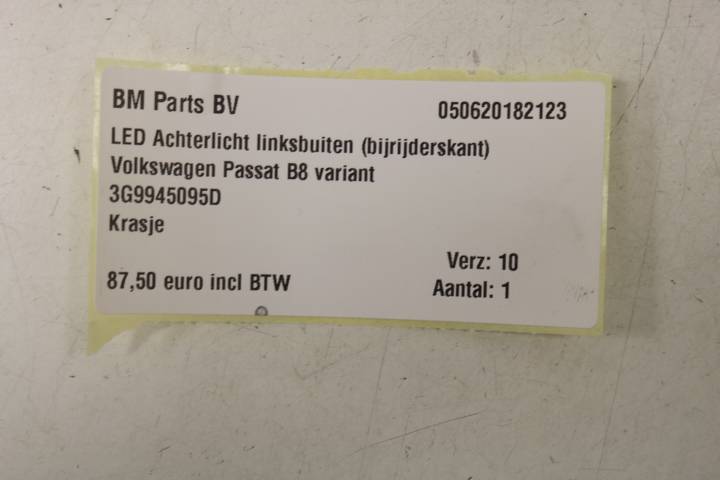 BM Parts BV 050620182123
LED Achterlicht linksbuiten (bijrijderskant)
Volkswagen Passat B8 variant
3G9945095D
Krasje
Verz: 10
87,50 euro incl BTW Aantal: 1